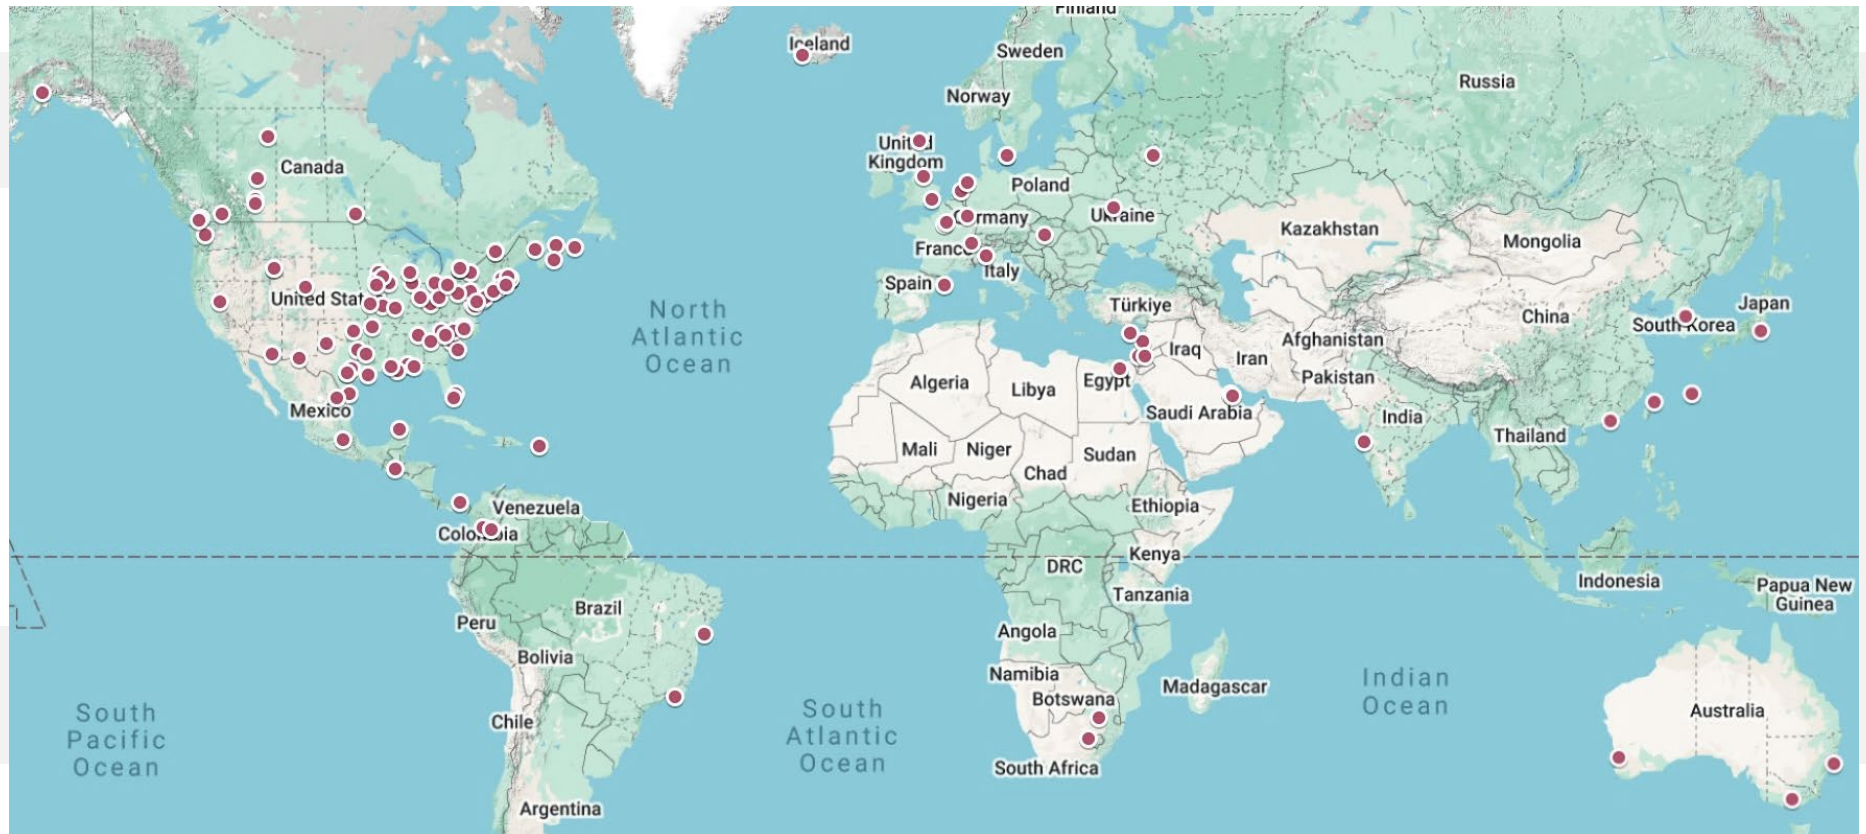 Finland
Iceland
Sweden
Russia
Norway
United
Kingdom
Canada
Poland
Ukraine
Germany
Kazakhstan
Mongolia
France
Italy
Spain
United Stat
North
Atlantic
Ocean
Türkiye
Japan
China
South Korea
Afghanistan
Iraq
Iran
Pakistan
Algeria
Libya
Egypt
Mexico
Saudi Arabia
India
Thailand
Mali
Niger
Chad
Sudan
Nigeria
Ethiopia
Venezuela
Colombia
Kenya
DRC
Indonesia
Papua New
Guinea
Tanzania
Brazil
Peru
Angola
Bolivia
Namibia
Botswana
Madagascar
Indian
Ocean
South
Pacific
Ocean
Chile
South
Atlantic
Ocean
Australia
South Africa
Argentina